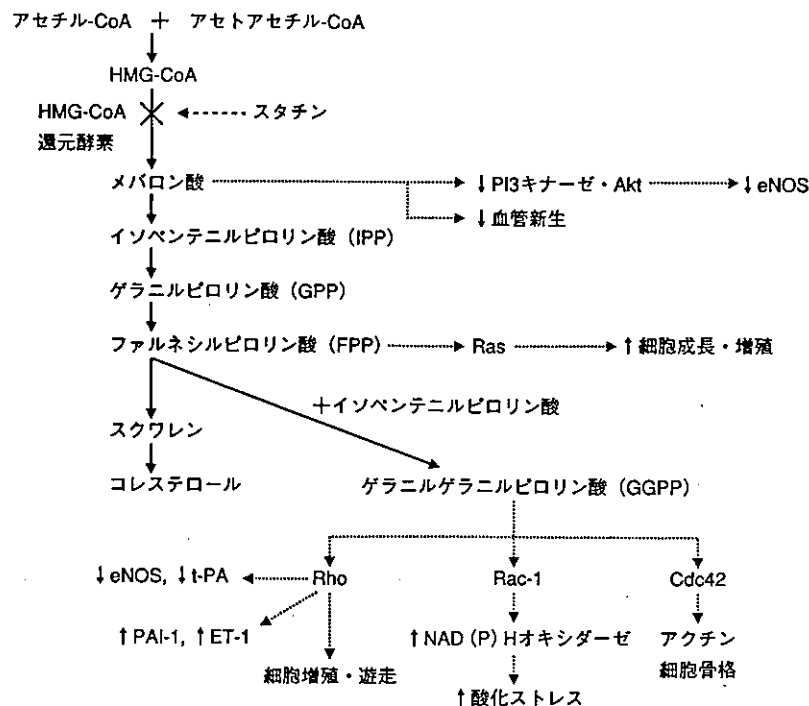 アセチル-CoA + アセトアセチル-CoA
HMG-CoA
HMG-CoA
還元酵素
スタチン
メバロン酸
↓PI3キナーゼ・Akt
↓eNOS
↓血管新生
イソペンテニルピロリン酸（IPP）
ゲラニルピロリン酸（GPP）
ファルネシルピロリン酸（FPP）
Ras
↑細胞成長・増殖
+イソペンテニルピロリン酸
スクワレン
コレステロール
ゲラニルゲラニルピロリン酸（GGPP）
↓eNOS, ↓t-PA
Rho
Rac-1
Cdc42
↑PAI-1, ↑ET-1
細胞増殖・遊走
↑NAD（P）Hオキシダーゼ
↑酸化ストレス
アクチン
細胞骨格